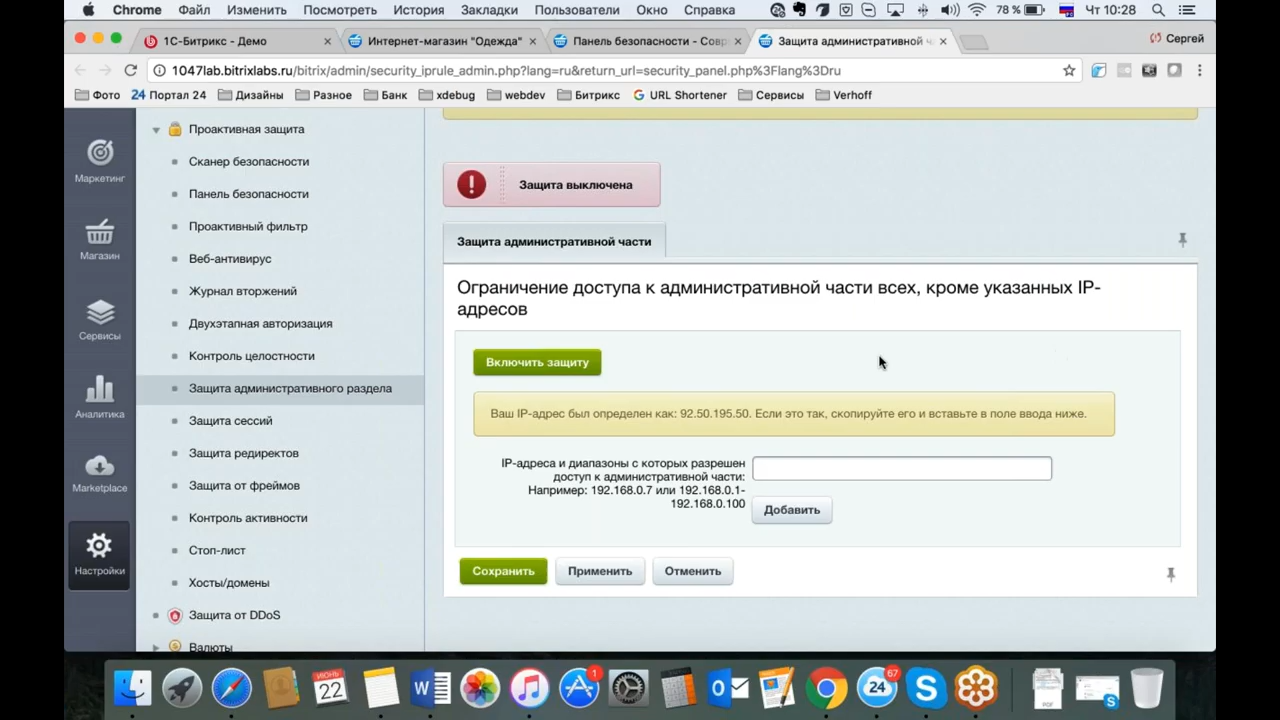 Chrome Файл Изменить Посмотреть История Закладки Пользователи Окно Справка 78 % Чт 10:28
1С-Битрикс - Демо
Интернет-магазин "Одежда"
Панель безопасности - Совр
Защита административной ч
Сергей
1047lab.bitrixlabs.ru/bitrix/admin/security_iprule_admin.php?lang=ru&return_url=security_panel.php%3Flang%3Dru
Фото 24 Портал 24 Дизайны Разное Банк xdebug webdev Битрикс URL Shortener Сервисы Verhoff
Маркетинг
Магазин
Сервисы
Аналитика
Marketplace
Настройки
Проактивная защита
Сканер безопасности
Панель безопасности
Проактивный фильтр
Веб-антивирус
Журнал вторжений
Двухэтапная авторизация
Контроль целостности
Защита административного раздела
Защита сессий
Защита редиректов
Защита от фреймов
Контроль активности
Стоп-лист
Хосты/домены
Защита от DDoS
Валюты
Защита выключена
Защита административной части
Ограничение доступа к административной части всех, кроме указанных IP-
адресов
Включить защиту
Ваш IP-адрес был определен как: 92.50.195.50. Если это так, скопируйте его и вставьте в поле ввода ниже.
IP-адреса и диапазоны с которых разрешен
доступ к административной части:
Например: 192.168.0.7 или 192.168.0.1-
192.168.0.100
Добавить
Сохранить Применить Отменить
ИЮНЬ
22
1
24
67
PDF